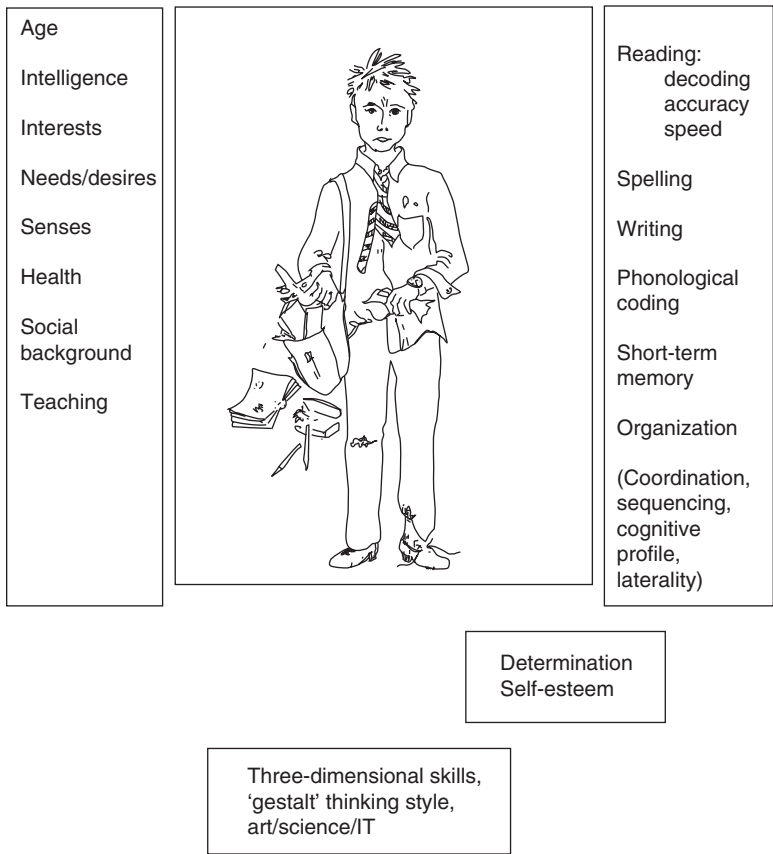 Age
Intelligence
Interests
Needs/desires
Senses
Health
Social
background
Teaching
Reading:
decoding
accuracy
speed
Spelling
Writing
Phonological
coding
Short-term
memory
Organization
(Coordination,
sequencing,
cognitive
profile,
laterality)
Determination
Self-esteem
Three-dimensional skills,
‘gestalt’ thinking style,
art/science/IT